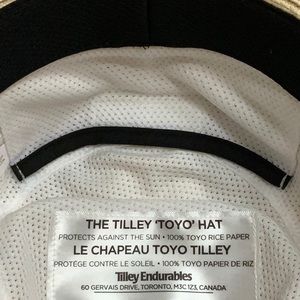 THE TILLEY 'TOYO' HAT
PROTECTS AGAINST THE SUN • 100% TOYO RICE PAPER
LE CHAPEAU TOYO TILLEY
PROTÉGE CONTRE LE SOLEIL • 100% TOYO PAPIER DE RIZ
Tilley Endurables
60 GERVAIS DRIVE, TORONTO, M3C 1Z3, CANADA